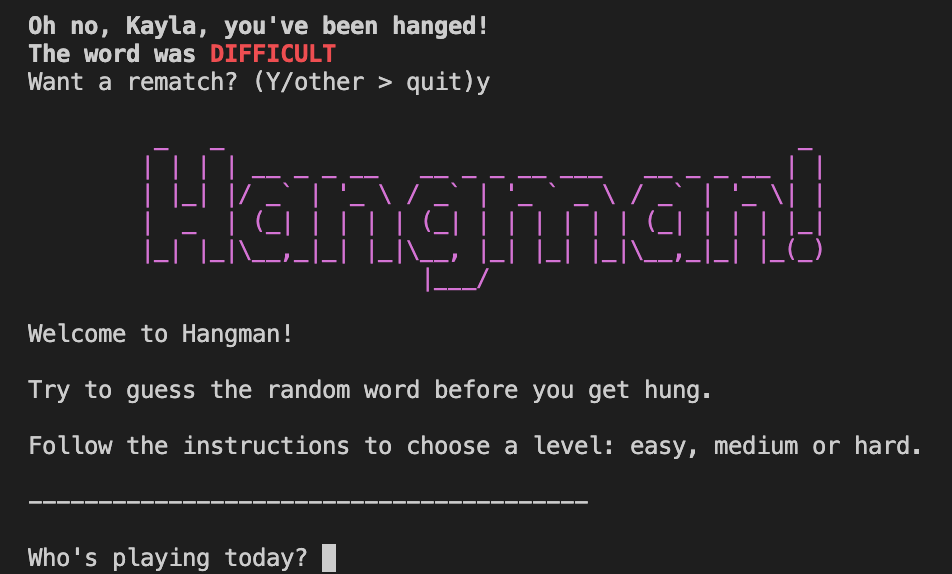 Oh no, Kayla, you've been hanged!
The word was DIFFICULT
Want a rematch? (Y/other > quit)y
Hangman!
Welcome to Hangman!
Try to guess the random word before you get hung.
Follow the instructions to choose a level: easy, medium or hard.
________________________________________
Who's playing today?